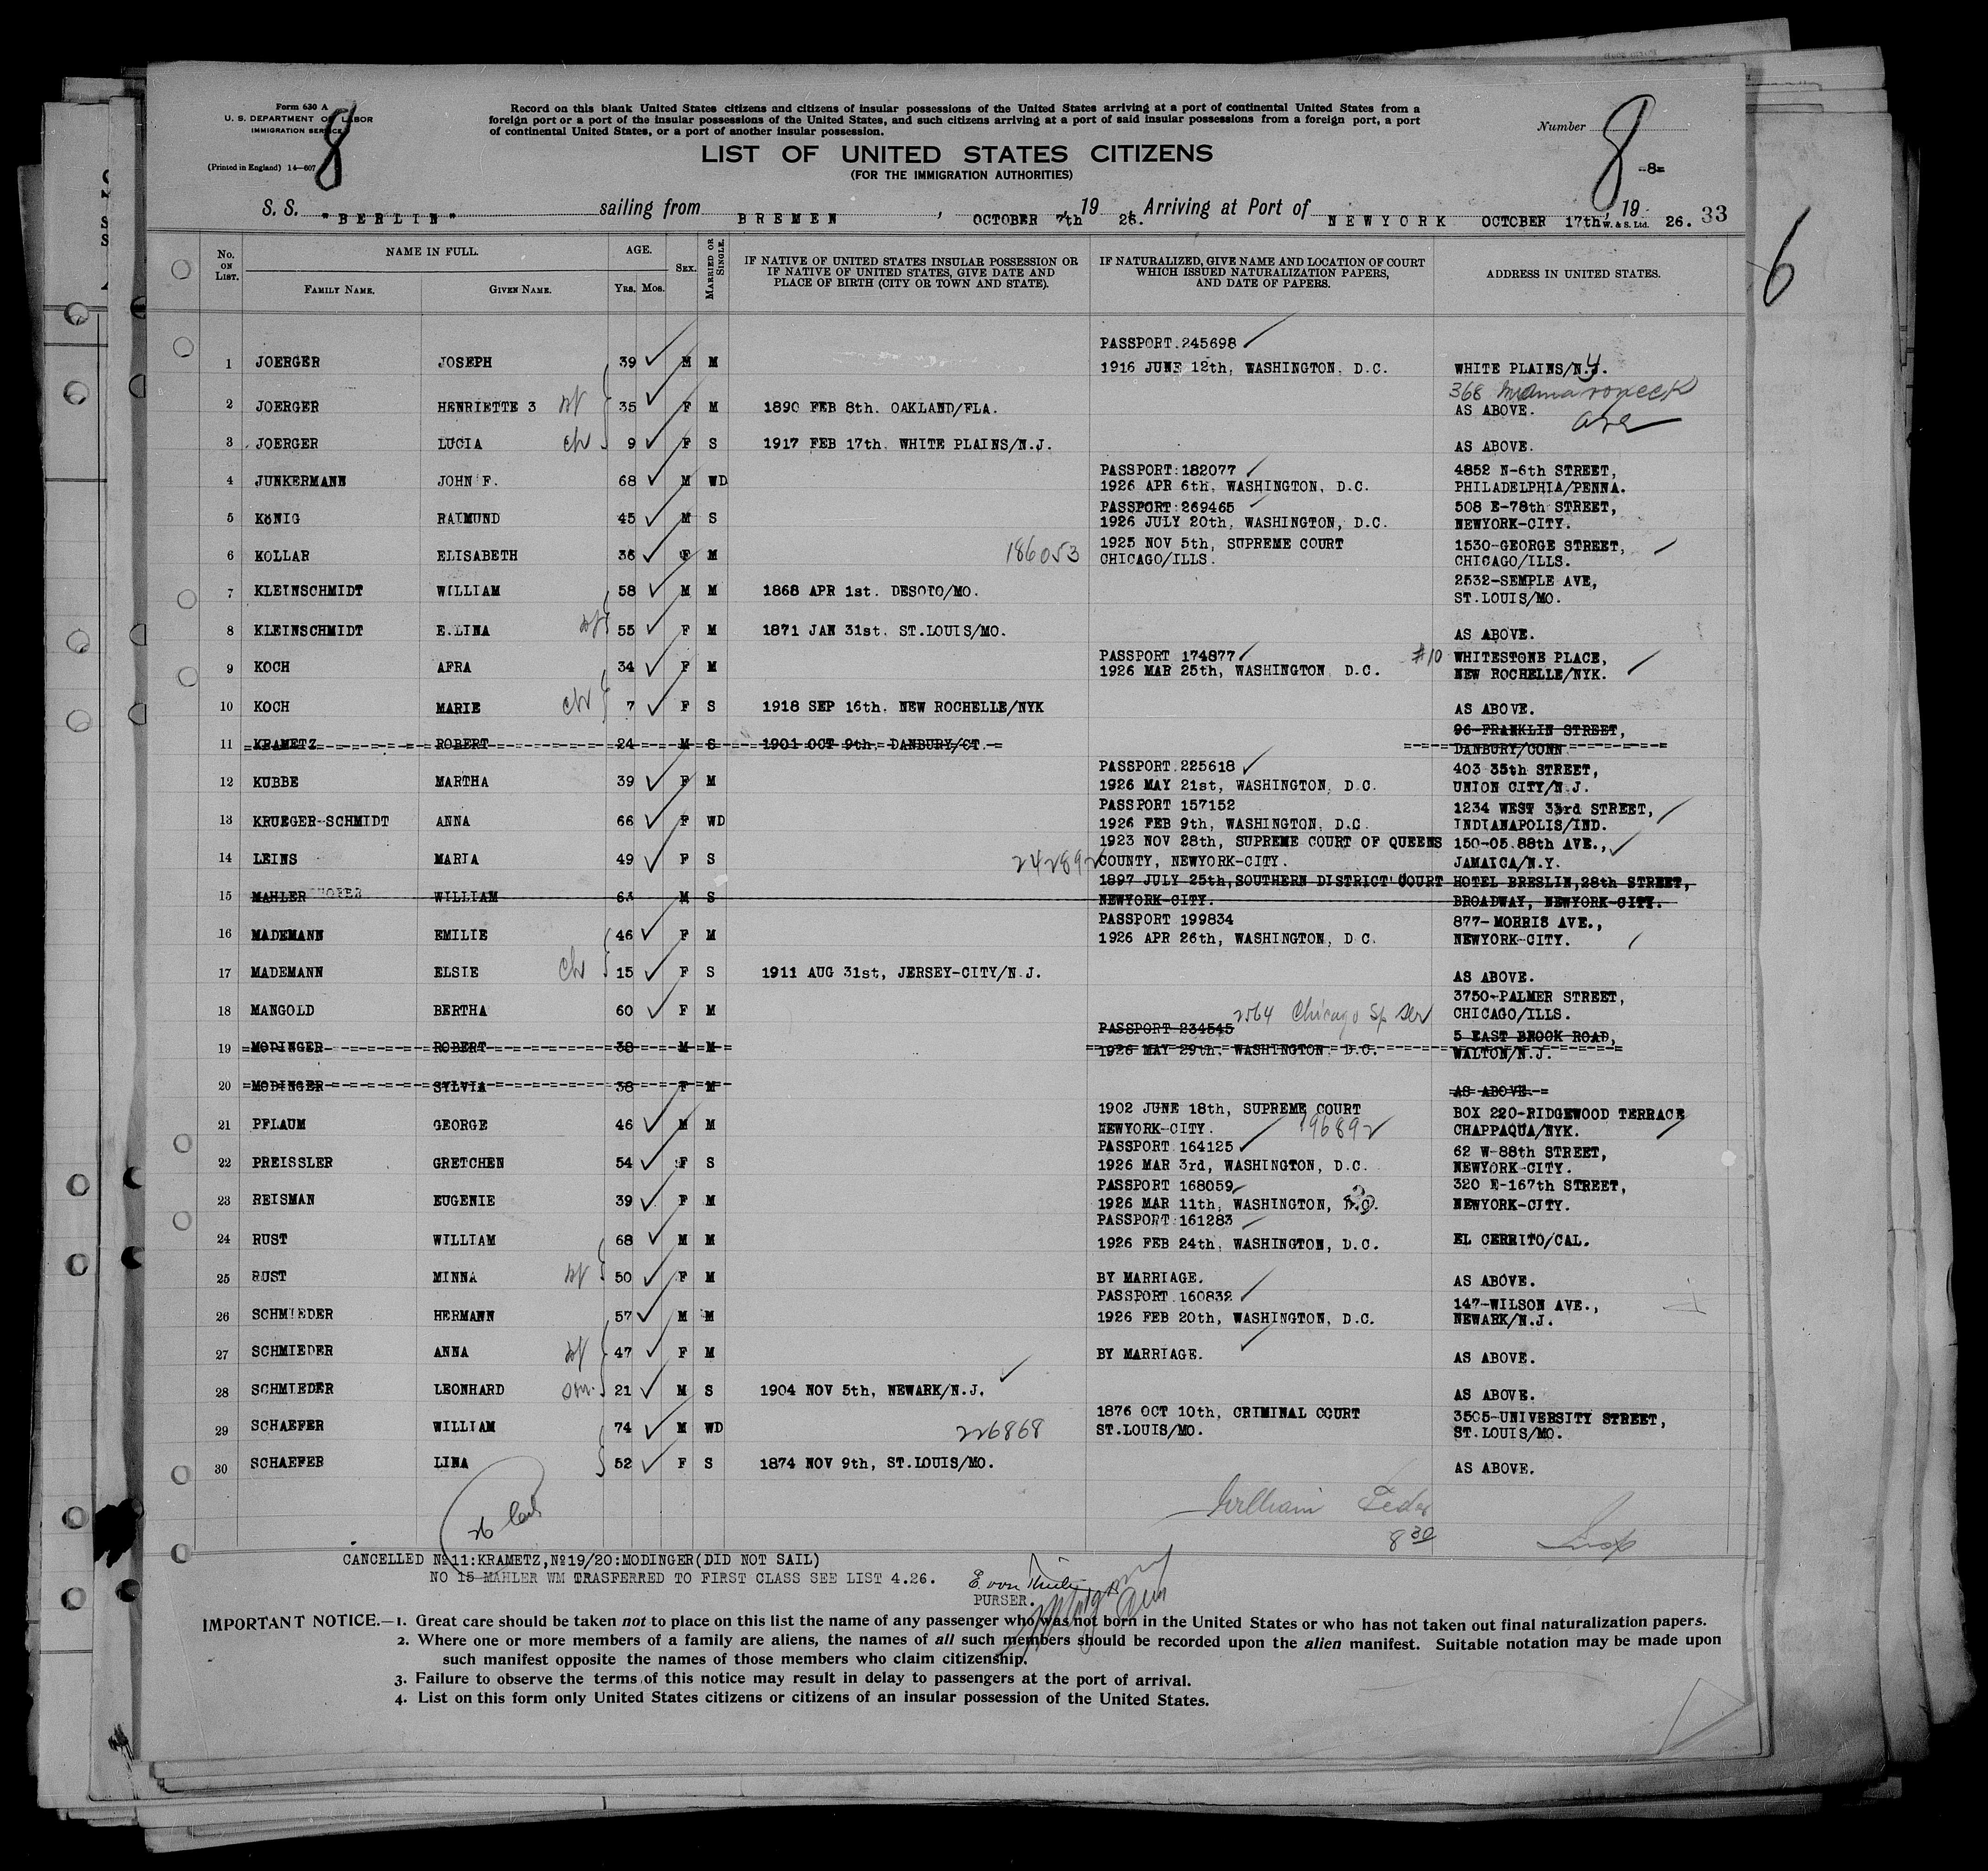 Form 630 A
U. S. DEPARTMENT OF LABOR
IMMIGRATION SERVICE
(Printed in England) 14—607
8
Record on this blank United States citizens and citizens of insular possessions of the United States arriving at a port of continental United States from a
foreign port or a port of the insular possessions of the United States, and such citizens arriving at a port of said insular possessions from a foreign port, a port
of continental United States, or a port of another insular possession.
Number 8
-8-
LIST OF UNITED STATES CITIZENS
(FOR THE IMMIGRATION AUTHORITIES)
S. S. "BERLIN" sailing from BREMEN, OCTOBER 7th 19 26. , Arriving at Port of NEWYORK OCTOBER 17th, 19 26. 33
W. & S. Ltd.
6
No. ON LIST. NAME IN FULL. FAMILY NAME. GIVEN NAME. AGE. YRS. MOS. SEX. MARRIED OR SINGLE. IF NATIVE OF UNITED STATES INSULAR POSSESSION OR IF NATIVE OF UNITED STATES, GIVE DATE AND PLACE OF BIRTH (CITY OR TOWN AND STATE). IF NATURALIZED, GIVE NAME AND LOCATION OF COURT WHICH ISSUED NATURALIZATION PAPERS, AND DATE OF PAPERS. ADDRESS IN UNITED STATES.
PASSPORT.245698
1 JOERGER JOSEPH 39 M M 1916 JUNE 12th, WASHINGTON, D.C. WHITE PLAINS/N.Y.
368 Mamaroneck
2 JOERGER HENRIETTE 3 wf 35 F M 1890 FEB 8th. OAKLAND/FLA. AS ABOVE.
Ave
3 JOERGER LUCIA ch 9 F S 1917 FEB 17th. WHITE PLAINS/N.J. AS ABOVE.
PASSPORT:182077 4852 N-6th STREET,
4 JUNKERMANN JOHN F. 68 M WD 1926 APR 6th, WASHINGTON, D.C. PHILADELPHIA/PENNA.
PASSPORT:269465 508 E-78th STREET,
5 KöNIG RAIMUND 45 M S 1926 JULY 20th, WASHINGTON, D.C. NEWYORK-CITY.
1925 NOV 5th, SUPREME COURT 1530-GEORGE STREET,
6 KOLLAR ELISABETH 36 F M 186053 CHICAGO/ILLS. CHICAGO/ILLS.
2532-SEMPLE AVE,
7 KLEINSCHMIDT WILLIAM 58 M M 1868 APR 1st. DESOTO/MO. ST.LOUIS/MO.
8 KLEINSCHMIDT E.LINA wf 55 F M 1871 JAN 31st. ST.LOUIS/MO. AS ABOVE.
PASSPORT 174877 #10 WHITESTONE PLACE,
9 KOCH AFRA 34 F M 1926 MAR 25th, WASHINGTON, D.C. NEW ROCHELLE/NYK.
10 KOCH MARIE ch 7 F S 1918 SEP 16th. NEW ROCHELLE/NYK AS ABOVE.
96-FRANKLIN STREET,
11 KRAMETZ ROBERT 24 M S 1901 OCT 9th, DANBURY/CT. DANBURY/CONN
PASSPORT.225618 403 35th STREET,
12 KUBBE MARTHA 39 F M 1926 MAY 21st, WASHINGTON, D.C. UNION CITY/N.J.
PASSPORT 157152 1234 WEST 33rd STREET,
13 KRUEGER-SCHMIDT ANNA 66 F WD 1926 FEB 9th, WASHINGTON, D.C. INDIANAPOLIS/IND.
1923 NOV 28th, SUPREME COURT OF QUEENS 150-05.88th AVE.,
14 LEINS MARIA 49 F S 242892 COUNTY, NEWYORK-CITY. JAMAICA/N.Y.
1897 JULY 25th,SOUTHERN DISTRICT COURT HOTEL BRESLIN,28th STREET,
15 MAHLER WILLIAM 63 M S NEWYORK-CITY. BROADWAY, NEWYORK-CITY.
PASSPORT 199834 877-MORRIS AVE.,
16 MADEMANN EMILIE 46 F M 1926 APR 26th, WASHINGTON, D.C. NEWYORK-CITY.
17 MADEMANN ELSIE ch 15 F S 1911 AUG 31st, JERSEY-CITY/N.J. AS ABOVE.
3750-PALMER STREET,
18 MANGOLD BERTHA 60 F M 2564 Chicago Sp Ser CHICAGO/ILLS.
PASSPORT 234545 5 EAST BROOK ROAD,
19 MODINGER ROBERT 38 M M 1926 MAY 29th, WASHINGTON, D.C. WALTON/N.J.
20 MODINGER SYLVIA 38 F M AS ABOVE.
1902 JUNE 18th, SUPREME COURT BOX 220-RIDGEWOOD TERRACE
21 PFLAUM GEORGE 46 M M NEWYORK-CITY. 196892 CHAPPAQUA/NYK.
PASSPORT 164125 62 W-88th STREET,
22 PREISSLER GRETCHEN 54 F S 1926 MAR 3rd, WASHINGTON, D.C. NEWYORK-CITY.
PASSPORT 168059 320 E-167th STREET,
23 REISMAN EUGENIE 39 F M 1926 MAR 11th, WASHINGTON, D.C. NEWYORK-CITY.
PASSPORT:161283
24 RUST WILLIAM 68 M M 1926 FEB 24th, WASHINGTON, D.C. EL CERRITO/CAL.
25 RUST MINNA wf 50 F M BY MARRIAGE. AS ABOVE.
PASSPORT.160832 147-WILSON AVE.,
26 SCHMIEDER HERMANN 57 M M 1926 FEB 20th, WASHINGTON, D.C. NEWARK/N.J.
27 SCHMIEDER ANNA wf 47 F M BY MARRIAGE. AS ABOVE.
28 SCHMIEDER LEONHARD son 21 M S 1904 NOV 5th, NEWARK/N.J. AS ABOVE.
1876 OCT 10th, CRIMINAL COURT 3505-UNIVERSITY STREET,
29 SCHAEFER WILLIAM 74 M WD 226868 ST.LOUIS/MO. ST.LOUIS/MO.
30 SCHAEFER LINA 52 F S 1874 NOV 9th, ST.LOUIS/MO. AS ABOVE.
26
William
8 30
Insp
CANCELLED №11:KRAMETZ,№19/20:MODINGER(DID NOT SAIL)
NO 15 MAHLER WM TRASFERRED TO FIRST CLASS SEE LIST 4.26.
PURSER.
IMPORTANT NOTICE.—1. Great care should be taken not to place on this list the name of any passenger who was not born in the United States or who has not taken out final naturalization papers.
2. Where one or more members of a family are aliens, the names of all such members should be recorded upon the alien manifest. Suitable notation may be made upon
such manifest opposite the names of those members who claim citizenship.
3. Failure to observe the terms of this notice may result in delay to passengers at the port of arrival.
4. List on this form only United States citizens or citizens of an insular possession of the United States.